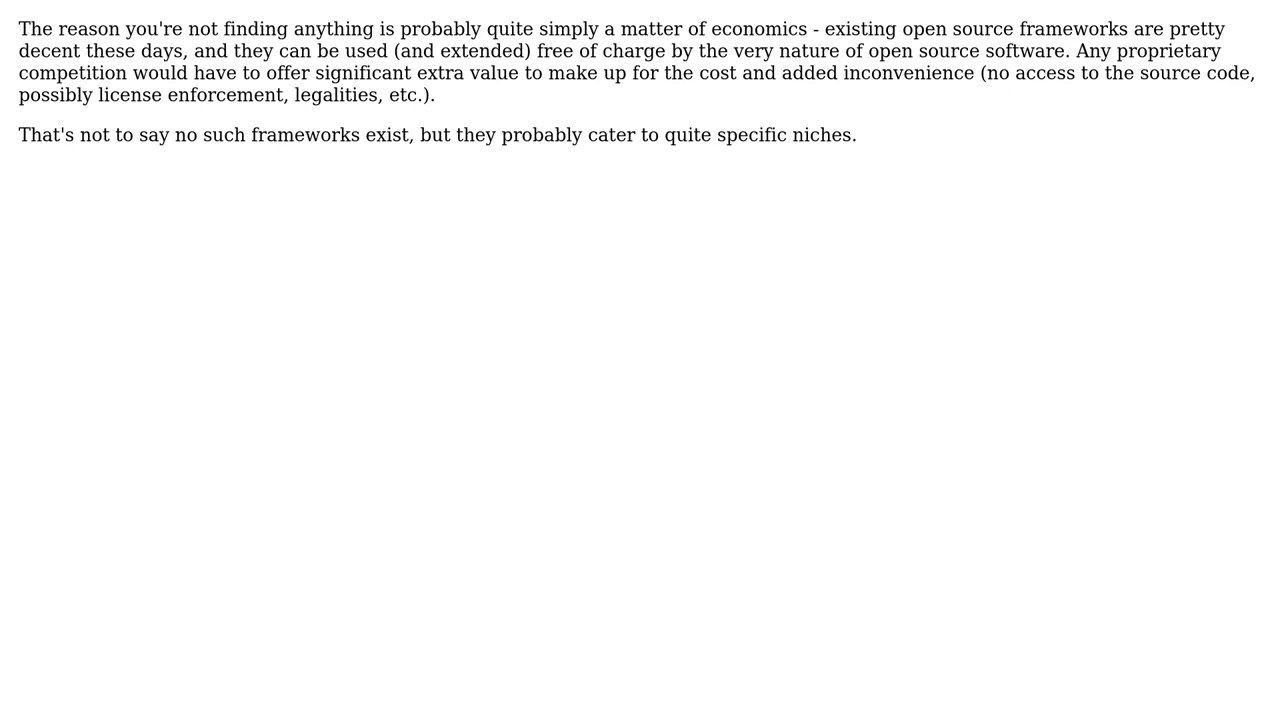 The reason you're not finding anything is probably quite simply a matter of economics - existing open source frameworks are pretty
decent these days, and they can be used (and extended) free of charge by the very nature of open source software. Any proprietary
competition would have to offer significant extra value to make up for the cost and added inconvenience (no access to the source code,
possibly license enforcement, legalities, etc.).
That's not to say no such frameworks exist, but they probably cater to quite specific niches.